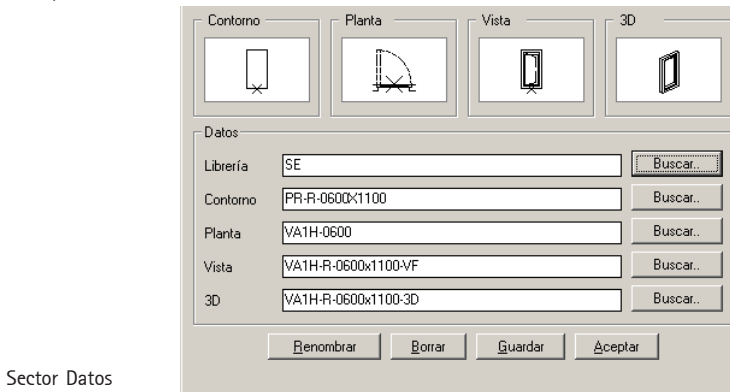 Contorno Planta Vista 3D
Datos
Librería SE Buscar..
Contorno PR-R-0600X1100 Buscar..
Planta VA1H-0600 Buscar..
Vista VA1H-R-0600x1100-VF Buscar..
3D VA1H-R-0600x1100-3D Buscar..
Renombrar Borrar Guardar Aceptar
Sector Datos